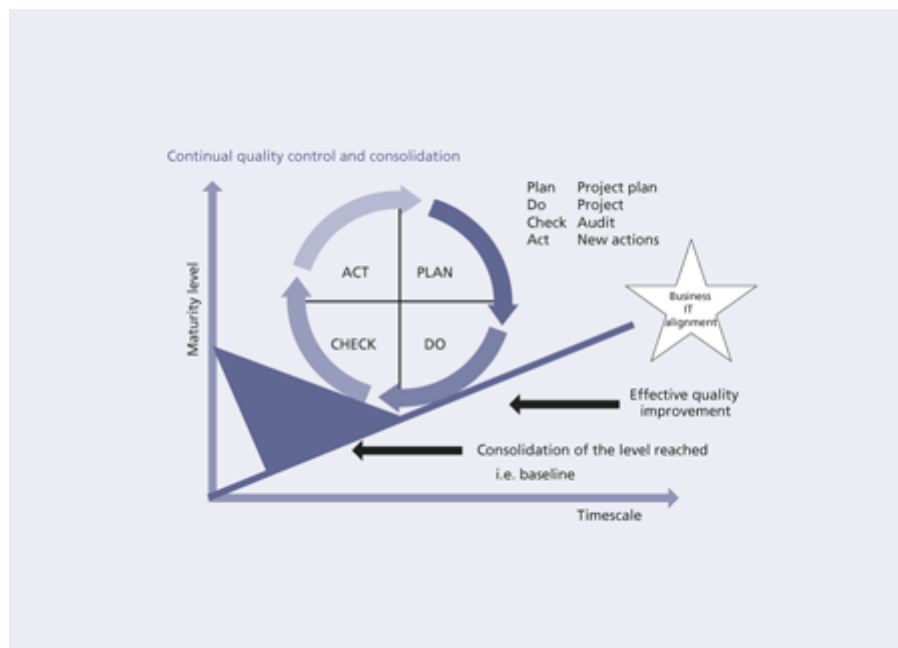 Continual quality control and consolidation
Plan Project plan
Do Project
Check Audit
Act New actions
Maturity level
ACT PLAN
CHECK DO
Business
IT
alignment
Effective quality
improvement
Consolidation of the level reached
i.e. baseline
Timescale